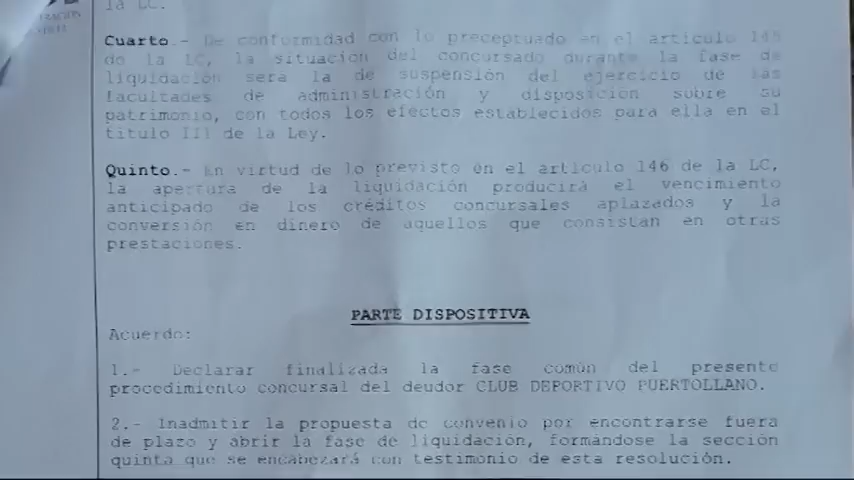 la LC.
Cuarto.- De conformidad con lo preceptuado en el artículo 145
de la LC, la situación del concursado durante la fase de
liquidación será la de suspensión del ejercicio de las
facultades de administración y disposición sobre su
patrimonio, con todos los efectos establecidos para ella en el
título III de la Ley.
Quinto.- En virtud de lo previsto en el artículo 146 de la LC,
la apertura de la liquidación producirá el vencimiento
anticipado de los créditos concursales aplazados y la
conversión en dinero de aquellos que consistan en otras
prestaciones.
PARTE DISPOSITIVA
Acuerdo:
1.- Declarar finalizada la fase común del presente
procedimiento concursal del deudor CLUB DEPORTIVO PUERTOLLANO.
2.- Inadmitir la propuesta de convenio por encontrarse fuera
de plazo y abrir la fase de liquidación, formándose la sección
quinta que se encabezará con testimonio de esta resolución.